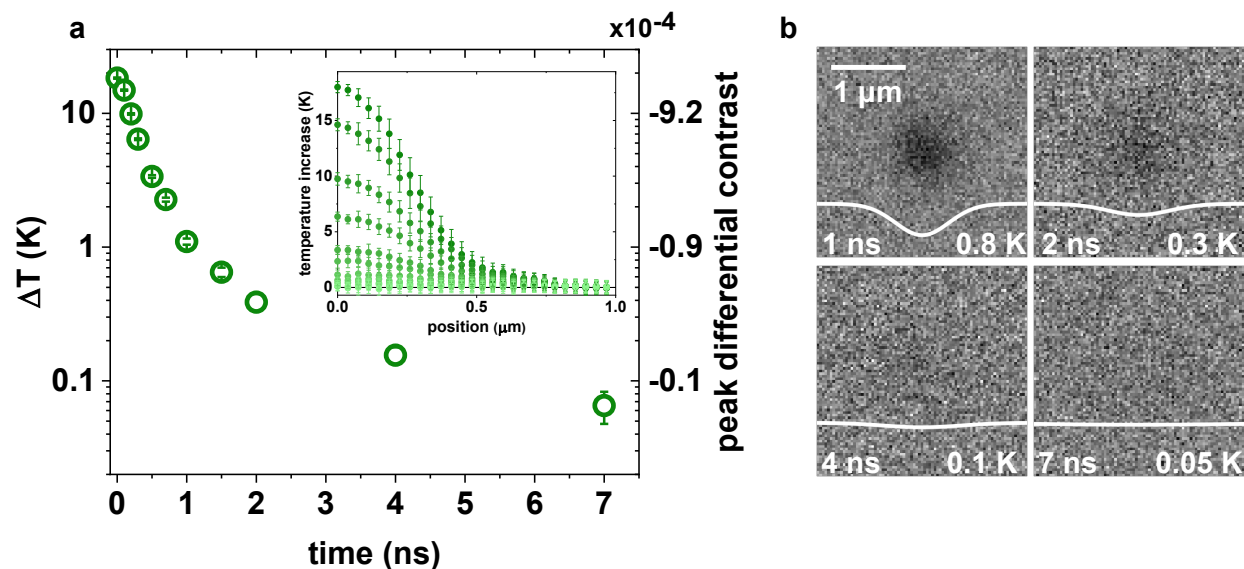 a
x10-4
ΔT (K)
10
1
0.1
0
1
2
3
4
5
6
7
time (ns)
-9.2
-0.9
-0.1
peak differential contrast
temperature increase (K)
15
10
5
0
0.0
0.5
1.0
position (μm)
b
1 μm
1 ns 0.8 K
2 ns 0.3 K
4 ns 0.1 K
7 ns 0.05 K